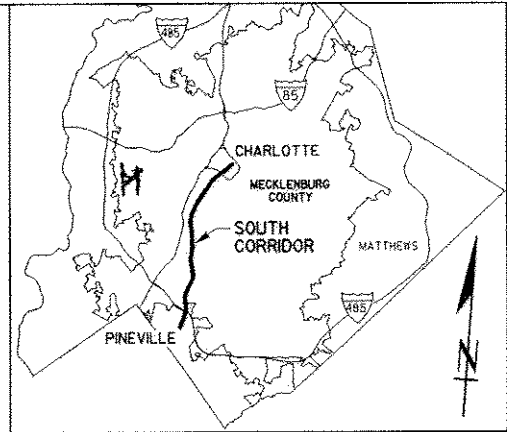 485
85
CHARLOTTE
MECKLENBURG
COUNTY
SOUTH
CORRIDOR
MATTHEWS
485
PINEVILLE
N